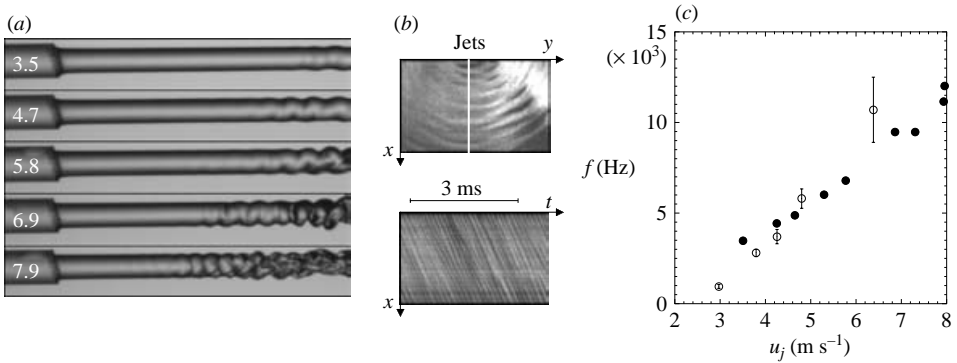 (a)
3.5
4.7
5.8
6.9
7.9
(b)
Jets
y
x
3 ms
t
x
(c)
15
(× 10³)
10
f (Hz)
5
0
2 3 4 5 6 7 8
u_j (m s⁻¹)